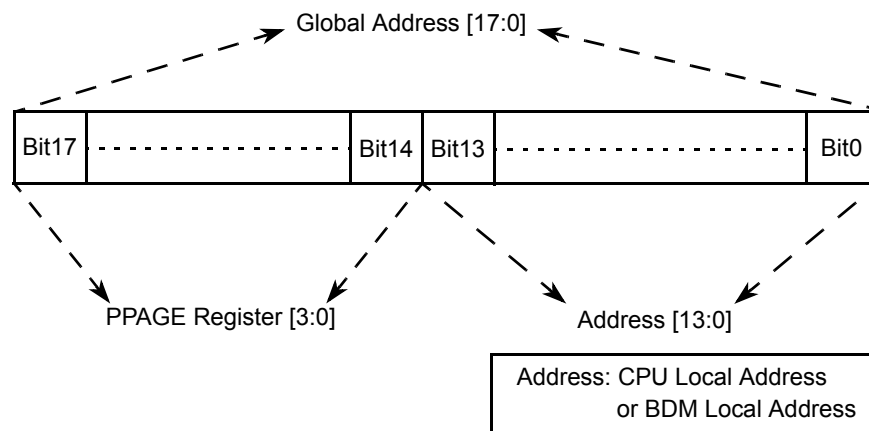 Global Address [17:0]
Bit17 Bit14 Bit13 Bit0
PPAGE Register [3:0] Address [13:0]
Address: CPU Local Address
or BDM Local Address